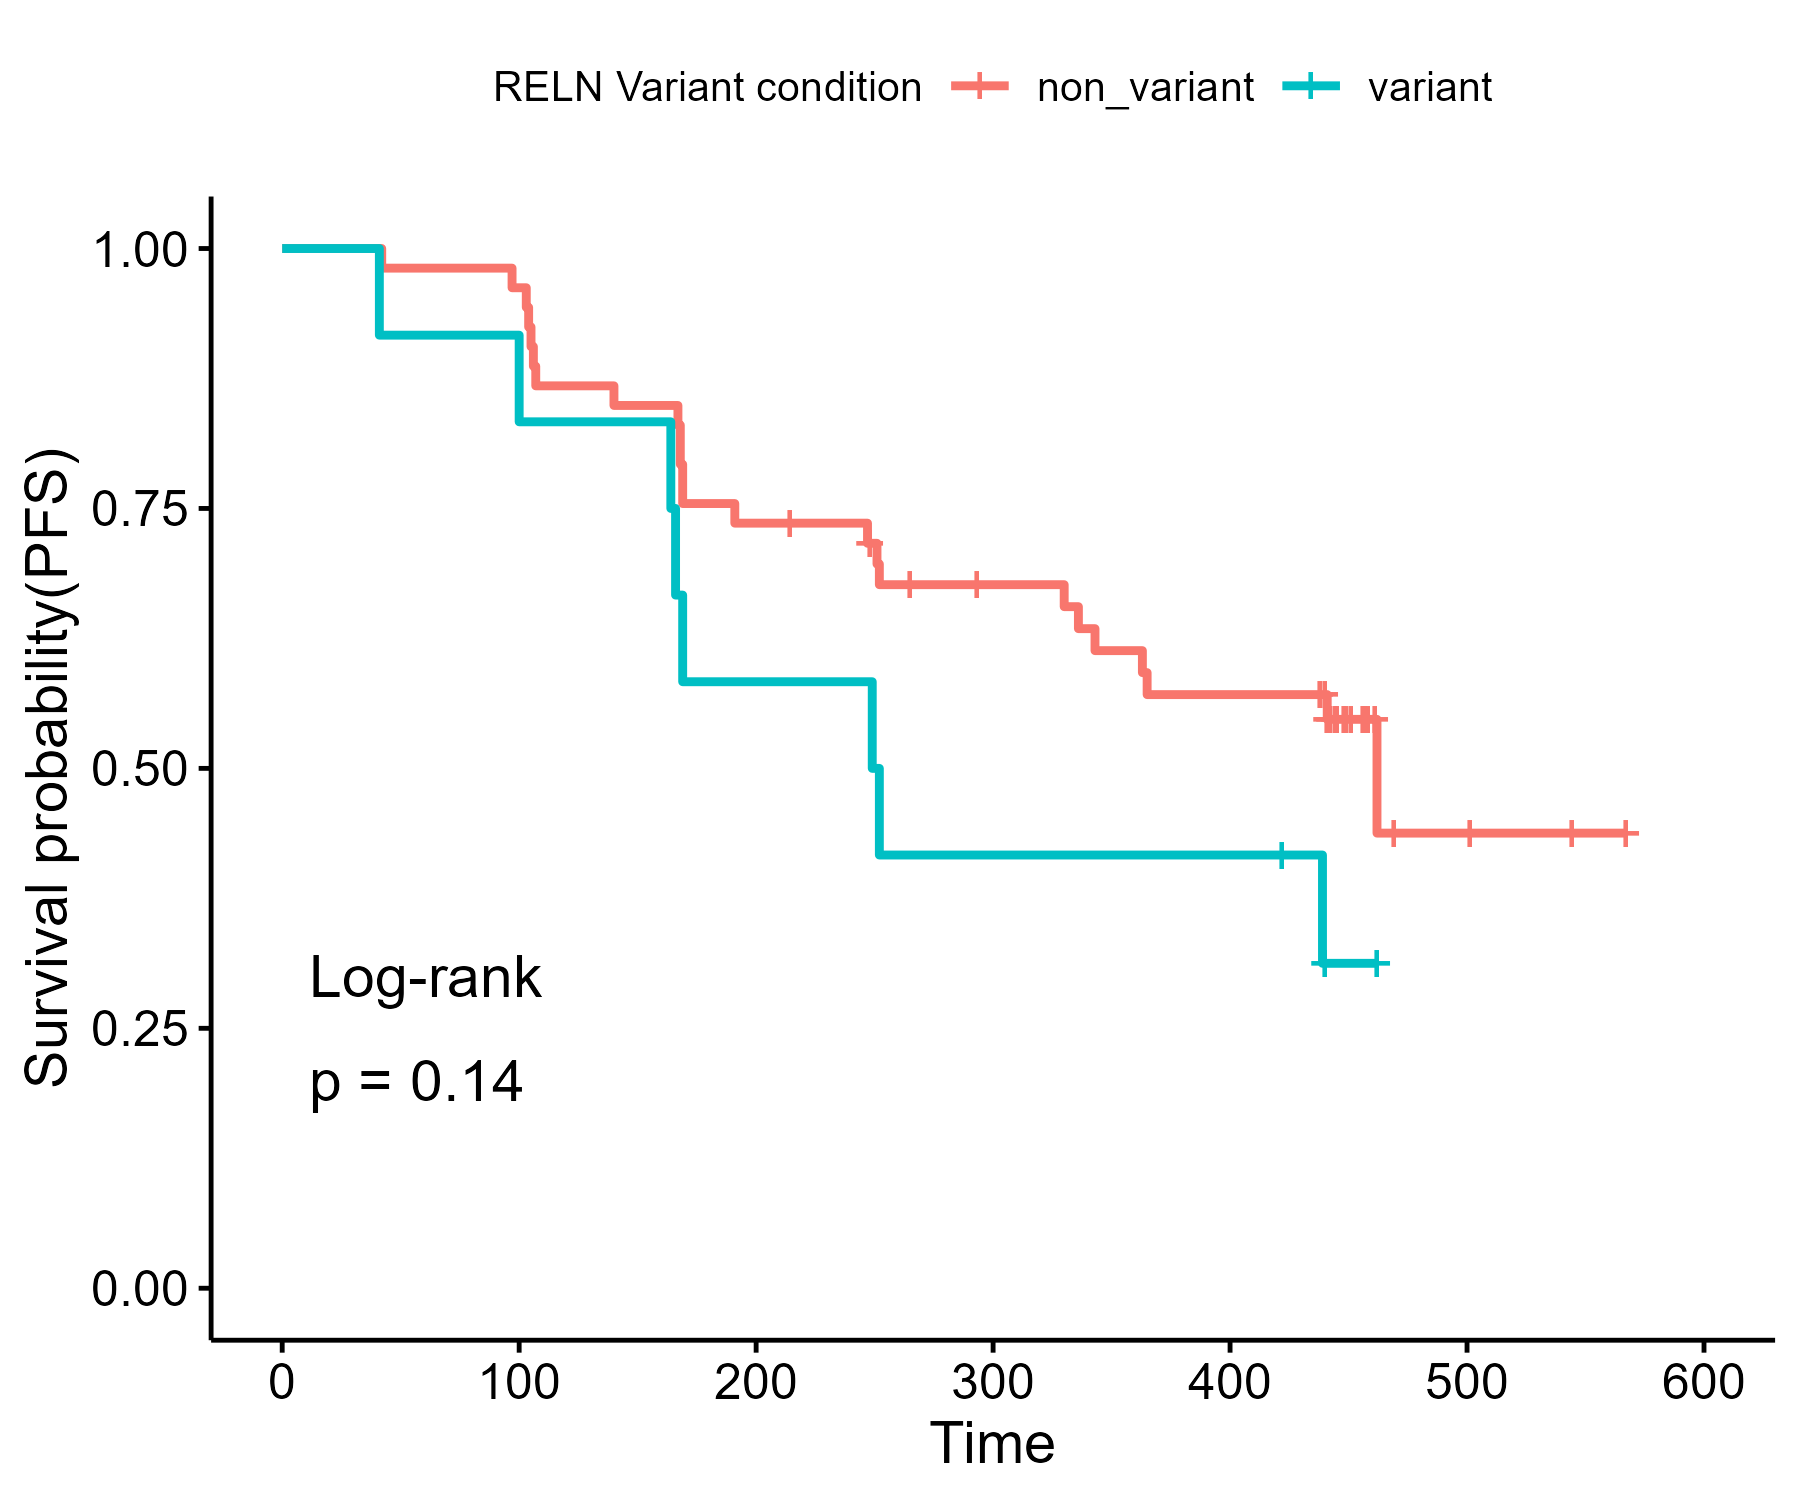 RELN Variant condition non_variant variant
Survival probability(PFS)
1.00
0.75
0.50
0.25
0.00
Log-rank
p = 0.14
0 100 200 300 400 500 600
Time